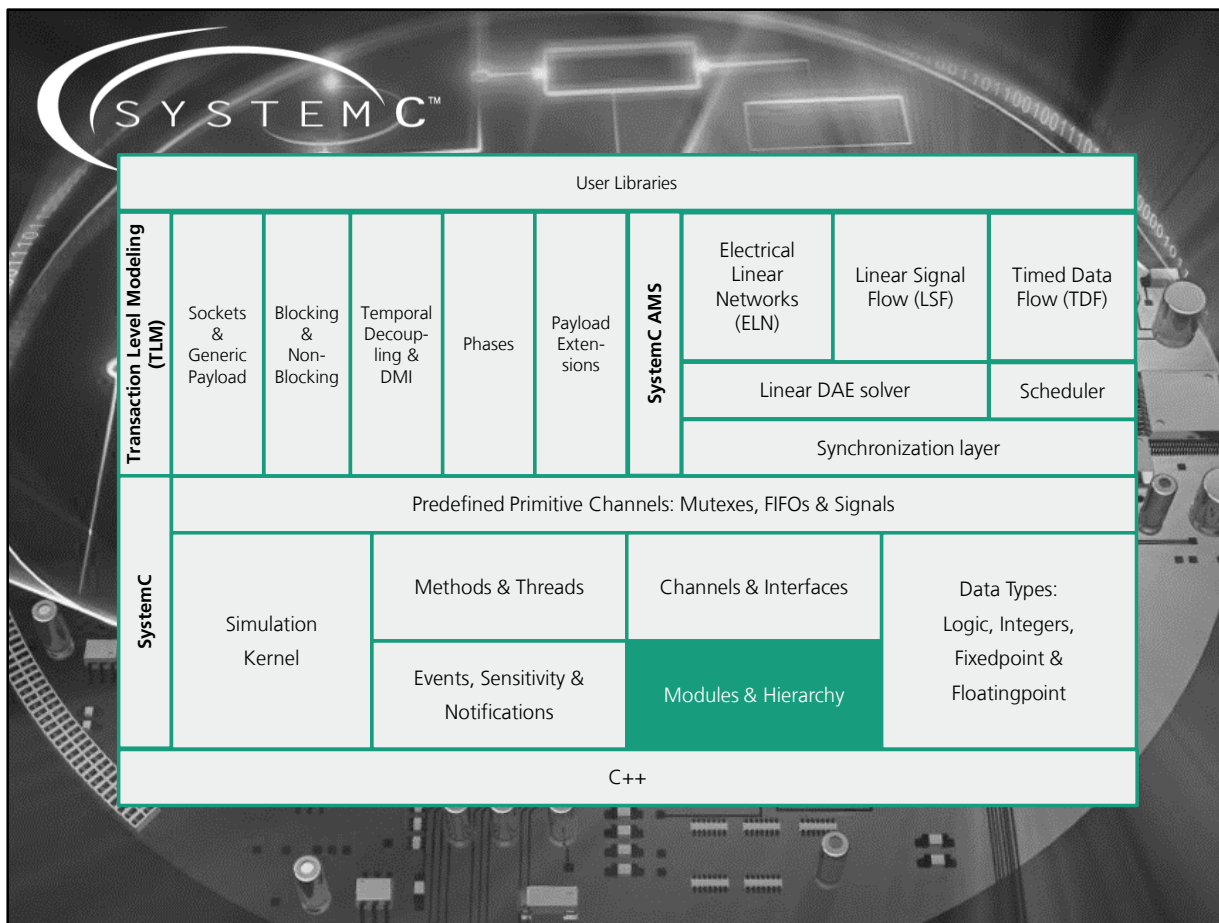 SYSTEMC™
User Libraries
Transaction Level Modeling
(TLM)
Sockets
&
Generic
Payload
Blocking
&
Non-
Blocking
Temporal
Decoup-
ling &
DMI
Phases
Payload
Exten-
sions
SystemC AMS
Electrical
Linear
Networks
(ELN)
Linear Signal
Flow (LSF)
Timed Data
Flow (TDF)
Linear DAE solver
Scheduler
Synchronization layer
SystemC
Predefined Primitive Channels: Mutexes, FIFOs & Signals
Simulation
Kernel
Methods & Threads
Channels & Interfaces
Data Types:
Logic, Integers,
Fixedpoint &
Floatingpoint
Events, Sensitivity &
Notifications
Modules & Hierarchy
C++